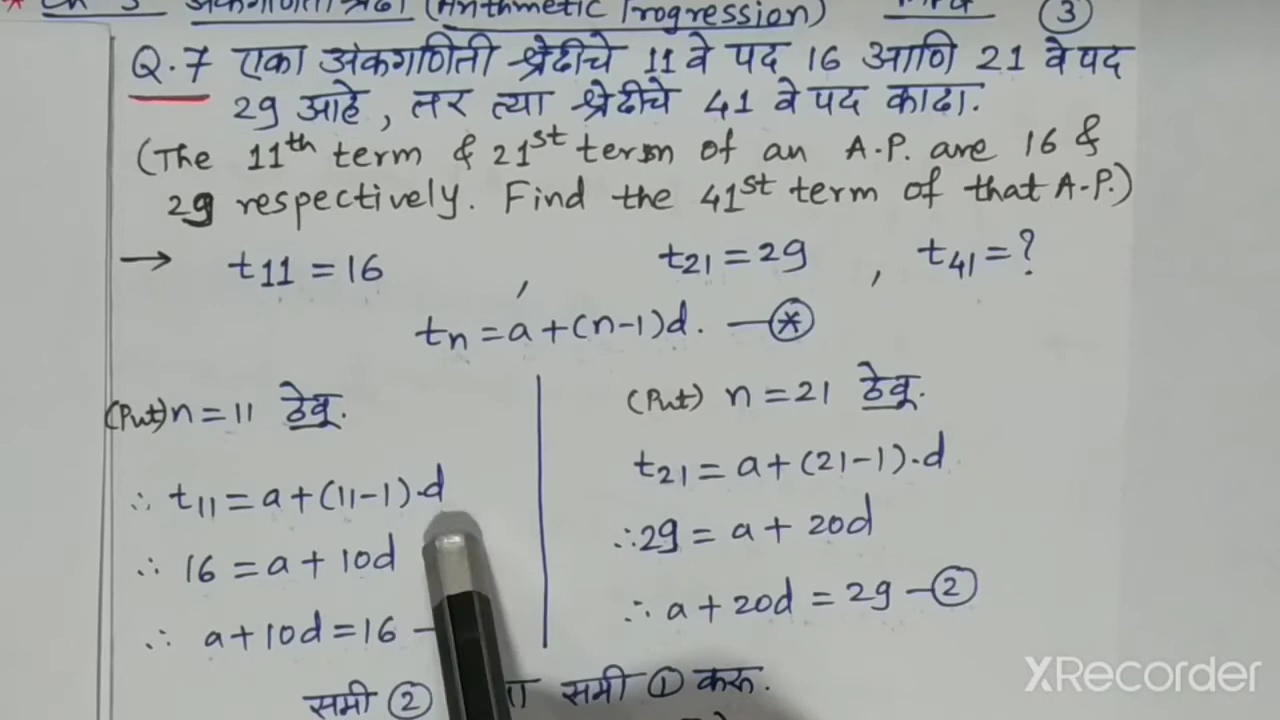 (Arithmetic Progression) ③
Q.7 एका अंकगणिती श्रेढीचे 11 वे पद 16 आणि 21 वे पद
29 आहे, तर त्या श्रेढीचे 41 वे पद काढा.
(The 11th term & 21st term of an A.P. are 16 &
29 respectively. Find the 41st term of that A.P.)
→ t11 = 16 , t21 = 29 , t41 = ?
tn = a + (n-1)d. —⊛
(Put) n = 11 ठेवू.
∴ t11 = a + (11-1).d
∴ 16 = a + 10d
∴ a + 10d = 16 —
(Put) n = 21 ठेवू.
t21 = a + (21-1).d
∴ 29 = a + 20d
∴ a + 20d = 29 —②
समी ② समी ① करू.
XRecorder